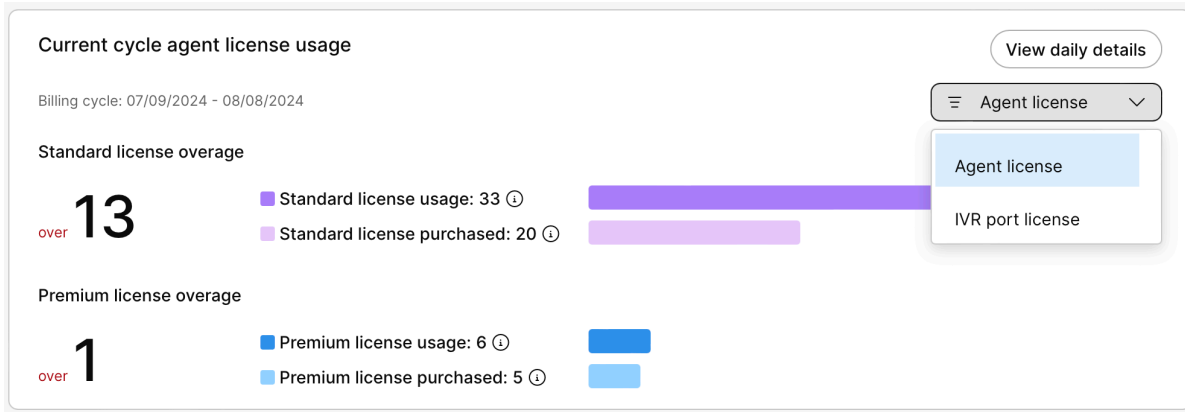 Current cycle agent license usage
View daily details
Billing cycle: 07/09/2024 - 08/08/2024
Agent license
Agent license
IVR port license
Standard license overage
over 13
Standard license usage: 33
Standard license purchased: 20
Premium license overage
over 1
Premium license usage: 6
Premium license purchased: 5